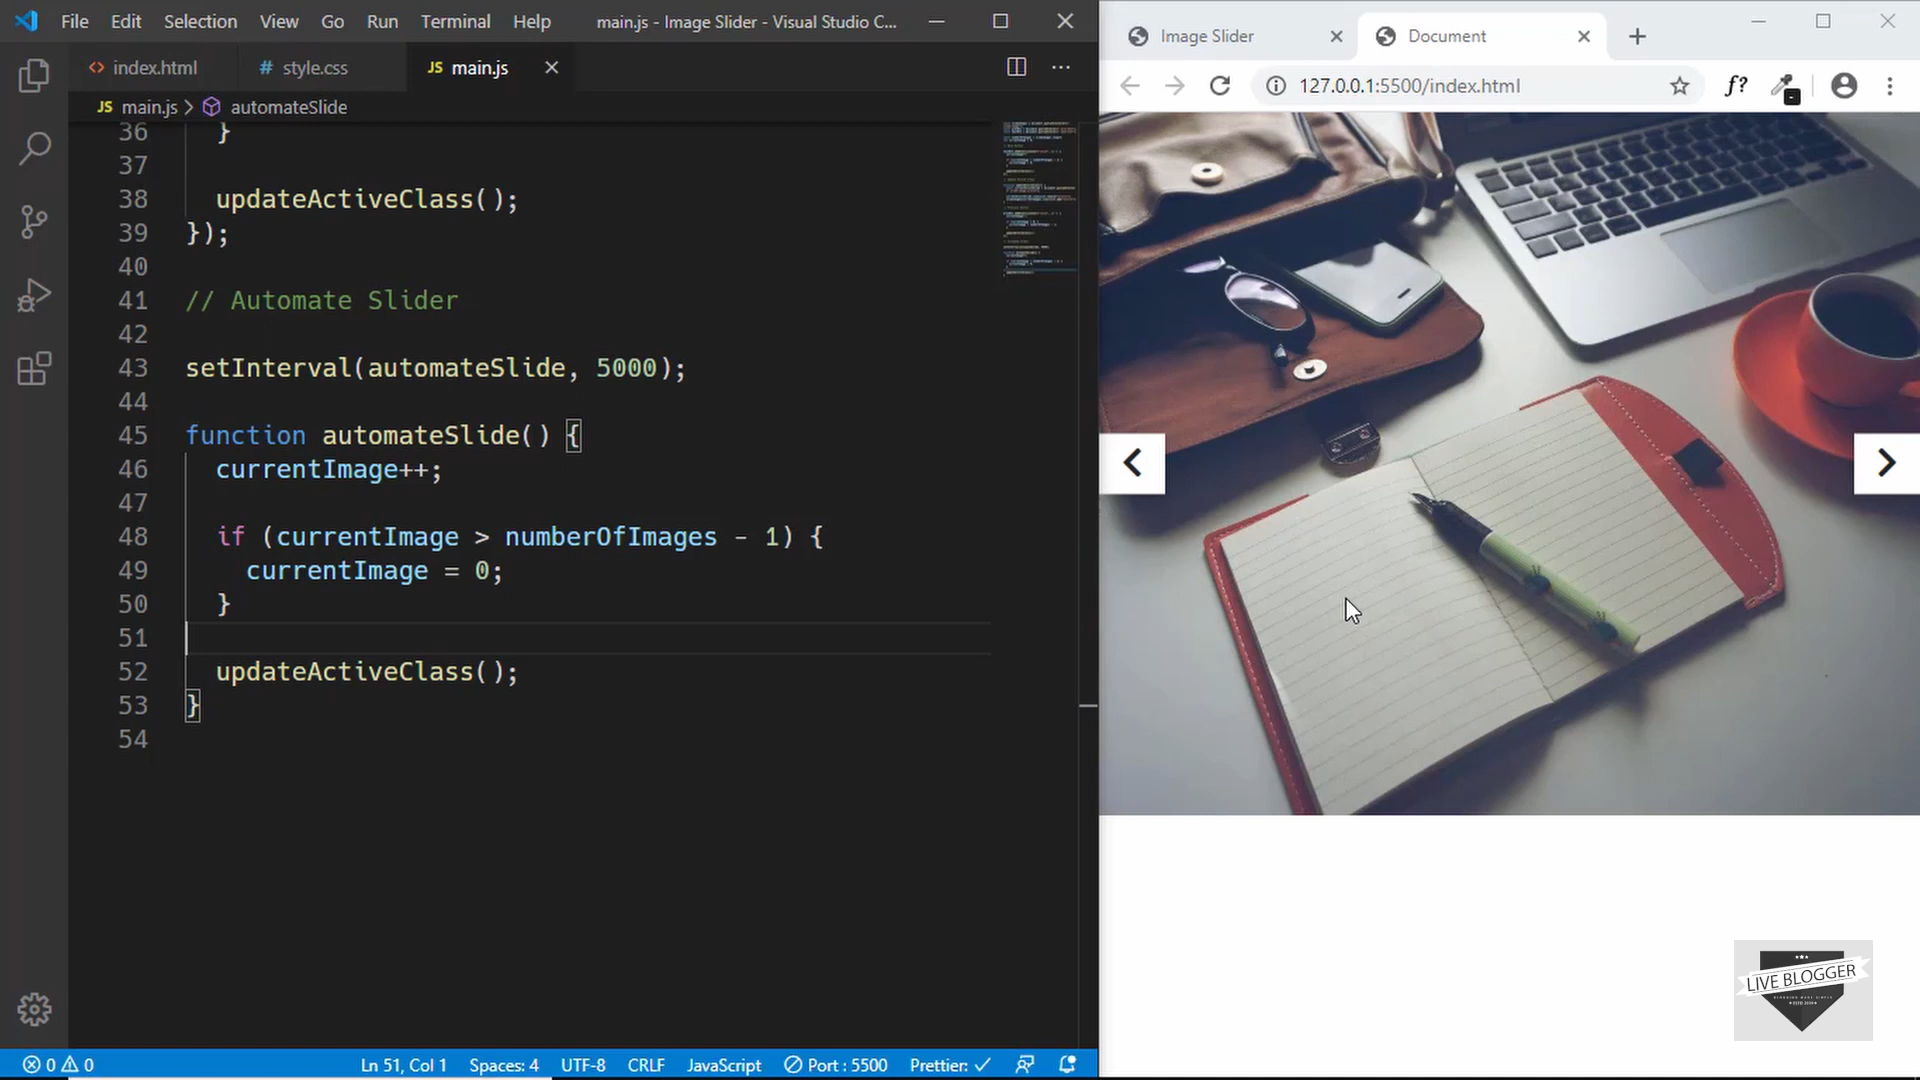 File Edit Selection View Go Run Terminal Help main.js - Image Slider - Visual Studio C...
index.html # style.css JS main.js
JS main.js > automateSlide
36 }
37
38 updateActiveClass();
39 });
40
41 // Automate Slider
42
43 setInterval(automateSlide, 5000);
44
45 function automateSlide() {
46 currentImage++;
47
48 if (currentImage > numberOfImages - 1) {
49 currentImage = 0;
50 }
51
52 updateActiveClass();
53 }
54
0 0 Ln 51, Col 1 Spaces: 4 UTF-8 CRLF JavaScript Port : 5500 Prettier: ✓
Image Slider Document
127.0.0.1:5500/index.html f?
LIVE BLOGGER